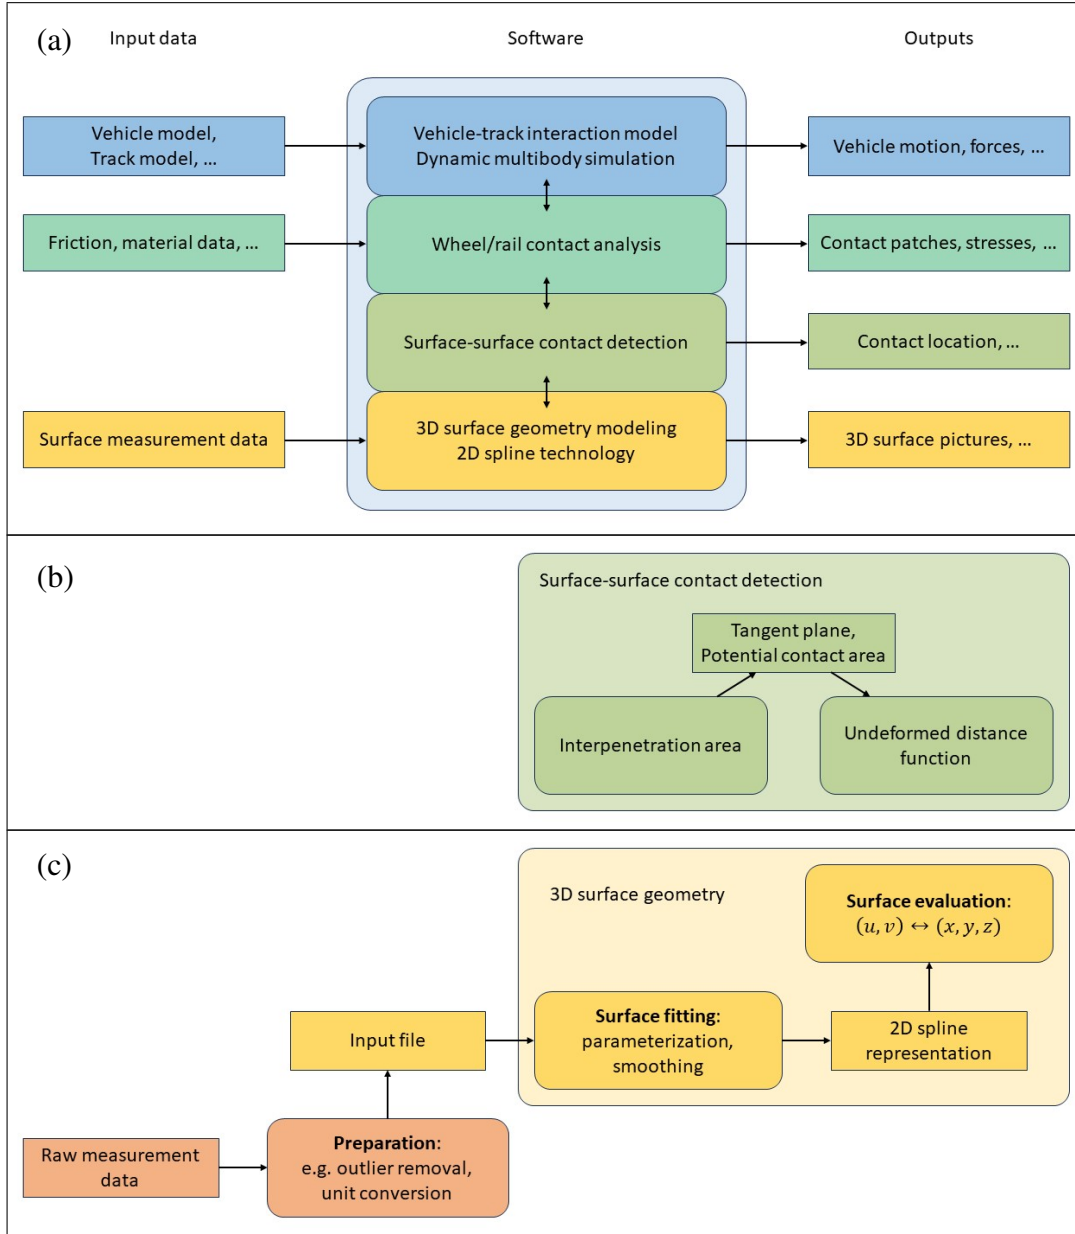 (a)
Input data
Software
Outputs
Vehicle model,
Track model, ...
Vehicle-track interaction model
Dynamic multibody simulation
Vehicle motion, forces, ...
Friction, material data, ...
Wheel/rail contact analysis
Contact patches, stresses, ...
Surface-surface contact detection
Contact location, ...
Surface measurement data
3D surface geometry modeling
2D spline technology
3D surface pictures, ...
(b)
Surface-surface contact detection
Tangent plane,
Potential contact area
Interpenetration area
Undeformed distance
function
(c)
3D surface geometry
Surface evaluation:
(u, v) ↔ (x, y, z)
Input file
Surface fitting:
parameterization,
smoothing
2D spline
representation
Raw measurement
data
Preparation:
e.g. outlier removal,
unit conversion